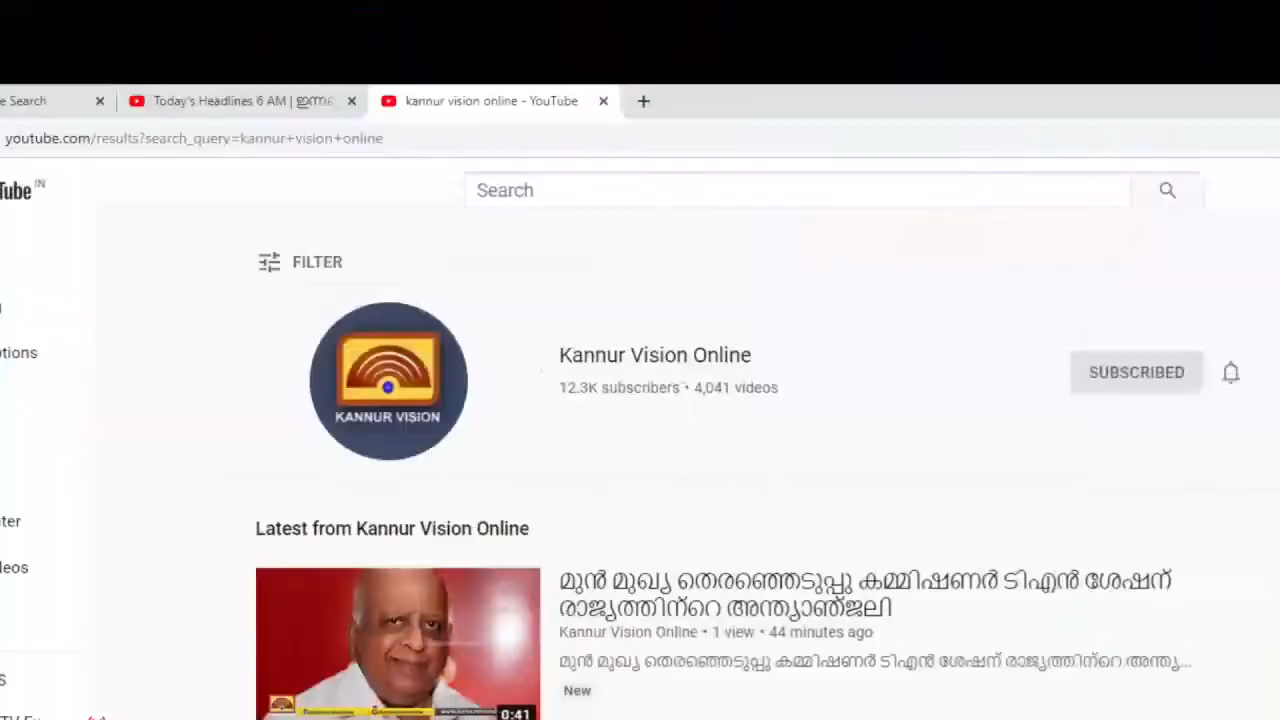 e Search
Today's Headlines 6 AM | ഇന്നത്
kannur vision online - YouTube
youtube.com/results?search_query=kannur+vision+online
Tube IN
Search
FILTER
KANNUR VISION
Kannur Vision Online
12.3K subscribers • 4,041 videos
SUBSCRIBED
ptions
ter
deos
Latest from Kannur Vision Online
മുൻ മുഖ്യ തെരഞ്ഞെടുപ്പു കമ്മിഷണർ ടിഎൻ ശേഷന്
രാജ്യത്തിന്റെ അന്ത്യാഞ്ജലി
Kannur Vision Online • 1 view • 44 minutes ago
മുൻ മുഖ്യ തെരഞ്ഞെടുപ്പു കമ്മിഷണർ ടിഎൻ ശേഷന് രാജ്യത്തിന്റെ അന്ത്യ...
New
0:41
S